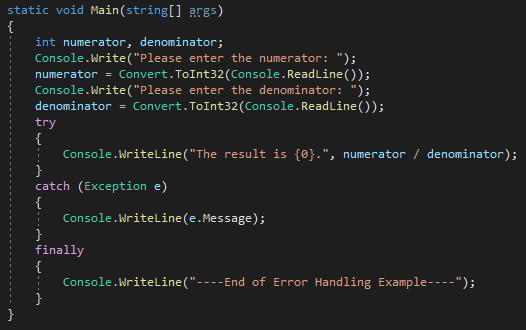 static void Main(string[] args)
{
    int numerator, denominator;
    Console.Write("Please enter the numerator: ");
    numerator = Convert.ToInt32(Console.ReadLine());
    Console.Write("Please enter the denominator: ");
    denominator = Convert.ToInt32(Console.ReadLine());
    try
    {
        Console.WriteLine("The result is {0}.", numerator / denominator);
    }
    catch (Exception e)
    {
        Console.WriteLine(e.Message);
    }
    finally
    {
        Console.WriteLine("----End of Error Handling Example----");
    }
}